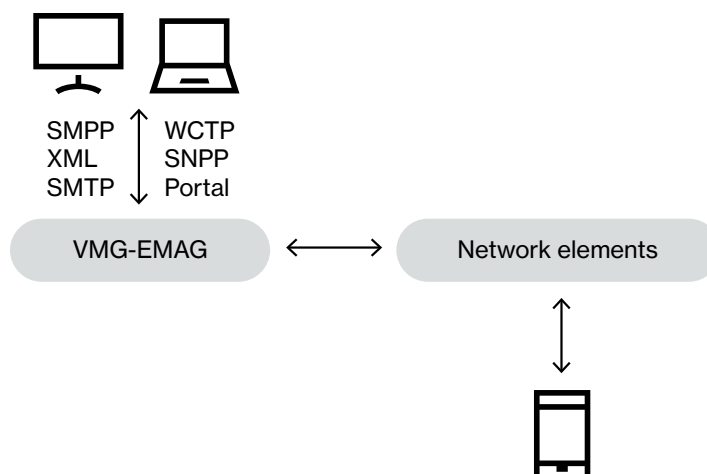 SMPP
XML
SMTP
WCTP
SNPP
Portal
VMG-EMAG
Network elements